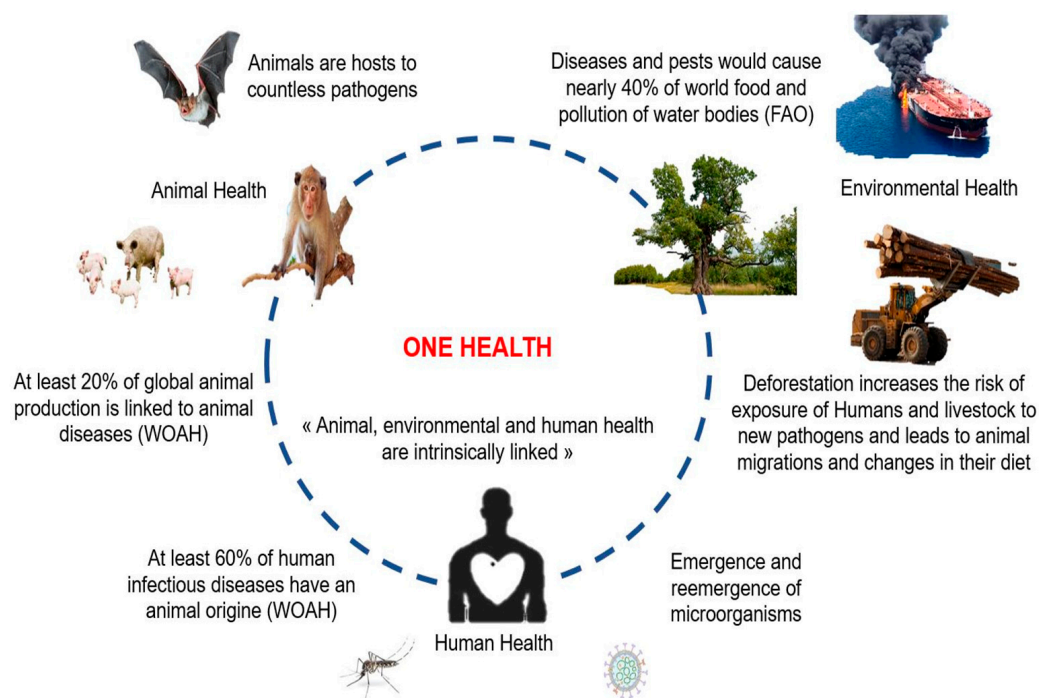 Animals are hosts to
countless pathogens
Diseases and pests would cause
nearly 40% of world food and
pollution of water bodies (FAO)
Animal Health
Environmental Health
ONE HEALTH
At least 20% of global animal
production is linked to animal
diseases (WOAH)
« Animal, environmental and human health
are intrinsically linked »
Deforestation increases the risk of
exposure of Humans and livestock to
new pathogens and leads to animal
migrations and changes in their diet
At least 60% of human
infectious diseases have an
animal origine (WOAH)
Emergence and
reemergence of
microorganisms
Human Health